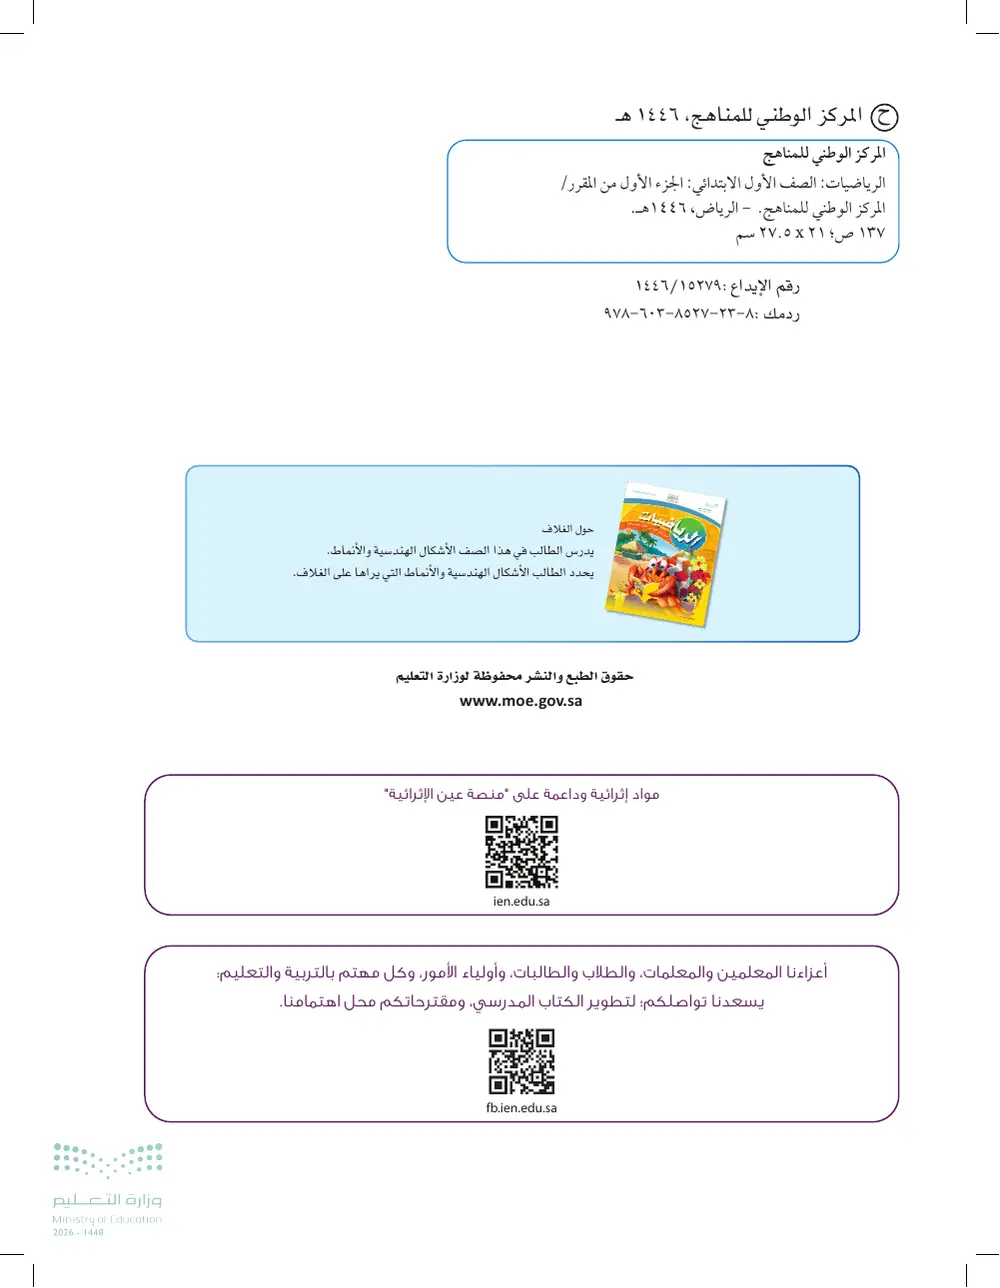 ح المركز الوطني للمناهج، ١٤٤٦ هـ
المركز الوطني للمناهج
الرياضيات: الصف الأول الابتدائي: الجزء الأول من المقرر/
المركز الوطني للمناهج. - الرياض، ١٤٤٦هـ.
١٣٧ ص؛ ٢١ x ٢٧.٥ سم
رقم الإيداع :١٤٤٦/١٥٢٧٩
ردمك :٨-٢٣-٨٥٢٧-٦٠٣-٩٧٨
الرياضيات
حول الغلاف
يدرس الطالب في هذا الصف الأشكال الهندسية والأنماط.
يحدد الطالب الأشكال الهندسية والأنماط التي يراها على الغلاف.
حقوق الطبع والنشر محفوظة لوزارة التعليم
www.moe.gov.sa
مواد إثرائية وداعمة على "منصة عين الإثرائية"
ien.edu.sa
أعزاءنا المعلمين والمعلمات، والطلاب والطالبات، وأولياء الأمور، وكل مهتم بالتربية والتعليم:
يسعدنا تواصلكم؛ لتطوير الكتاب المدرسي، ومقترحاتكم محل اهتمامنا.
fb.ien.edu.sa
وزارة التعليم
Ministry of Education
2026 - 1448